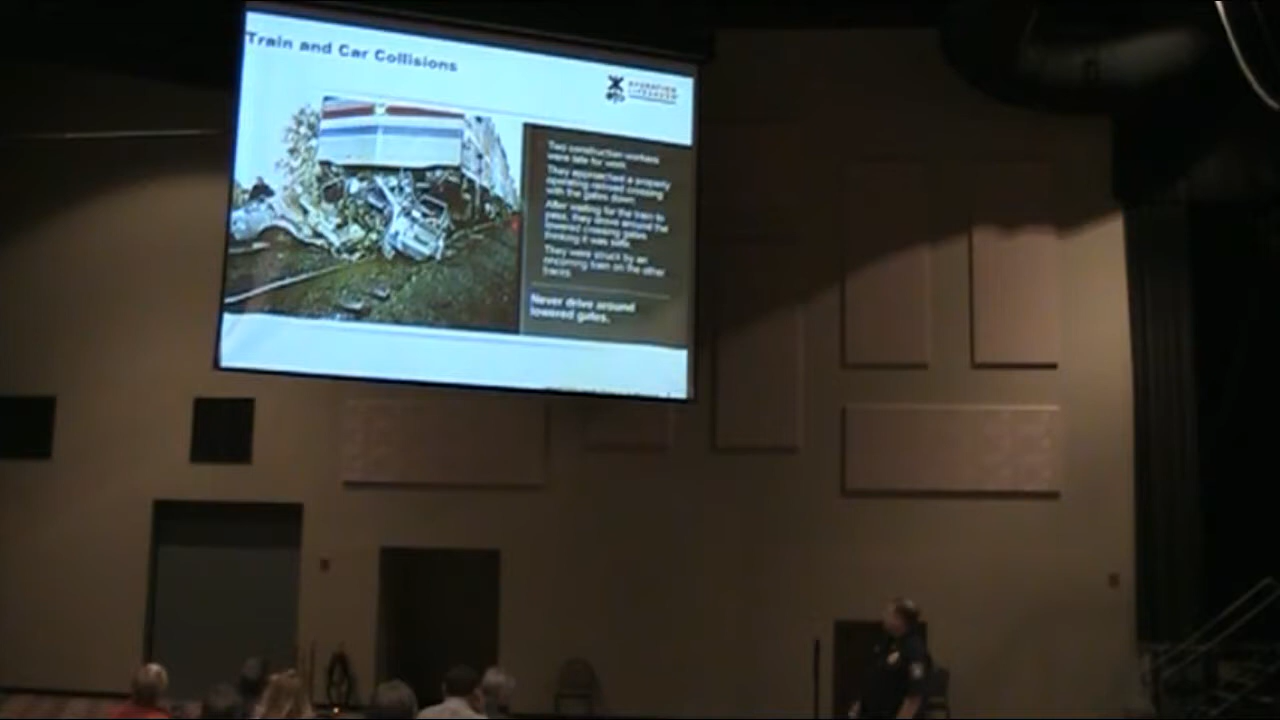 Train and Car Collisions
OPERATION
LIFESAVER
Two construction workers
were late for work.
They approached a properly
operating railroad crossing
with the gates down.
After waiting for the train to
pass, they drove around the
lowered crossing gates
thinking it was safe.
They were struck by an
oncoming train on the other
tracks.
Never drive around
lowered gates.